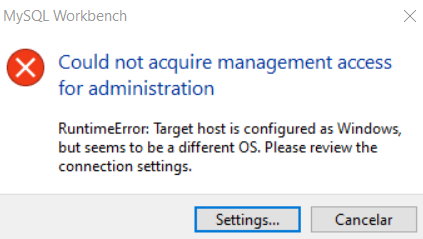 MySQL Workbench
Could not acquire management access
for administration
RuntimeError: Target host is configured as Windows,
but seems to be a different OS. Please review the
connection settings.
Settings...
Cancelar